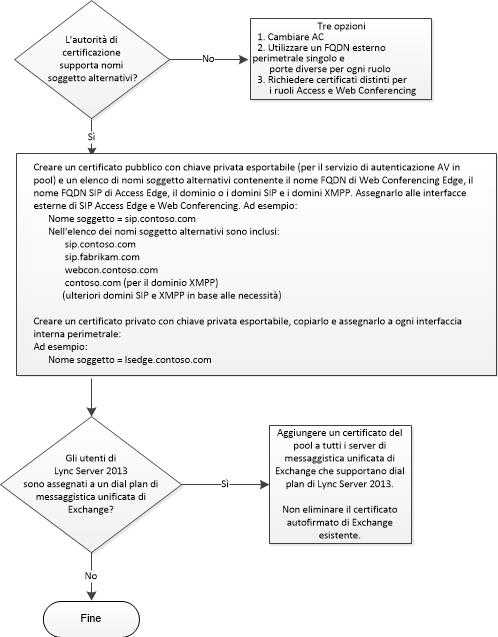 L'autorità di
certificazione
supporta nomi
soggetto alternativi?
No
Tre opzioni
1. Cambiare AC
2. Utilizzare un FQDN esterno
perimetrale singolo e
porte diverse per ogni ruolo
3. Richiedere certificati distinti per
i ruoli Access e Web Conferencing
Sì
Creare un certificato pubblico con chiave privata esportabile (per il servizio di autenticazione AV in
pool) e un elenco di nomi soggetto alternativi contenente il nome FQDN di Web Conferencing Edge, il
nome FQDN SIP di Access Edge, il dominio o i domini SIP e i domini XMPP. Assegnarlo alle interfacce
esterne di SIP Access Edge e Web Conferencing. Ad esempio:
Nome soggetto = sip.contoso.com
Nell'elenco dei nomi soggetto alternativi sono inclusi:
sip.contoso.com
sip.fabrikam.com
webcon.contoso.com
contoso.com (per il dominio XMPP)
(ulteriori domini SIP e XMPP in base alle necessità)
Creare un certificato privato con chiave privata esportabile, copiarlo e assegnarlo a ogni interfaccia
interna perimetrale:
Ad esempio:
Nome soggetto = lsedge.contoso.com
Gli utenti di
Lync Server 2013
sono assegnati a un dial plan di
messaggistica unificata di
Exchange?
Sì
Aggiungere un certificato del
pool a tutti i server di
messaggistica unificata di
Exchange che supportano dial
plan di Lync Server 2013.
Non eliminare il certificato
autofirmato di Exchange
esistente.
No
Fine